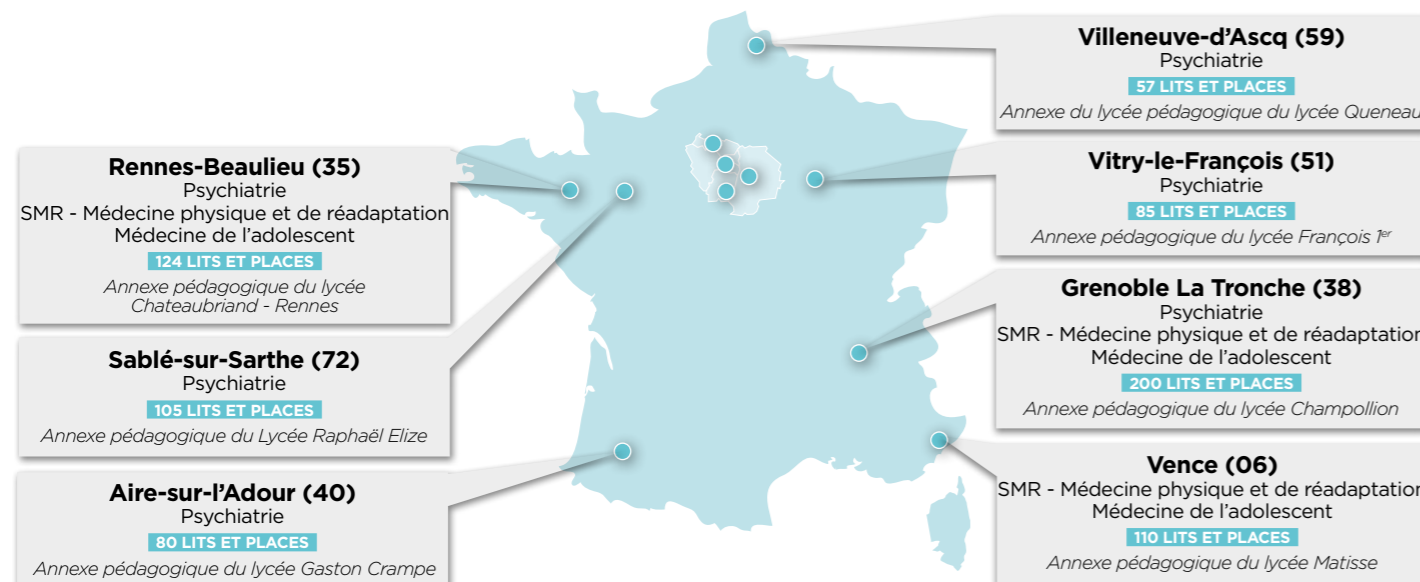 Rennes-Beaulieu (35)
Psychiatrie
SMR - Médecine physique et de réadaptation
Médecine de l'adolescent
124 LITS ET PLACES
Annexe pédagogique du lycée
Chateaubriand - Rennes
Sablé-sur-Sarthe (72)
Psychiatrie
105 LITS ET PLACES
Annexe pédagogique du Lycée Raphaël Elize
Aire-sur-l'Adour (40)
Psychiatrie
80 LITS ET PLACES
Annexe pédagogique du lycée Gaston Crampe
Villeneuve-d'Ascq (59)
Psychiatrie
57 LITS ET PLACES
Annexe du lycée pédagogique du lycée Queneau
Vitry-le-François (51)
Psychiatrie
85 LITS ET PLACES
Annexe pédagogique du lycée François 1er
Grenoble La Tronche (38)
Psychiatrie
SMR - Médecine physique et de réadaptation
Médecine de l'adolescent
200 LITS ET PLACES
Annexe pédagogique du lycée Champollion
Vence (06)
SMR - Médecine physique et de réadaptation
Médecine de l'adolescent
110 LITS ET PLACES
Annexe pédagogique du lycée Matisse